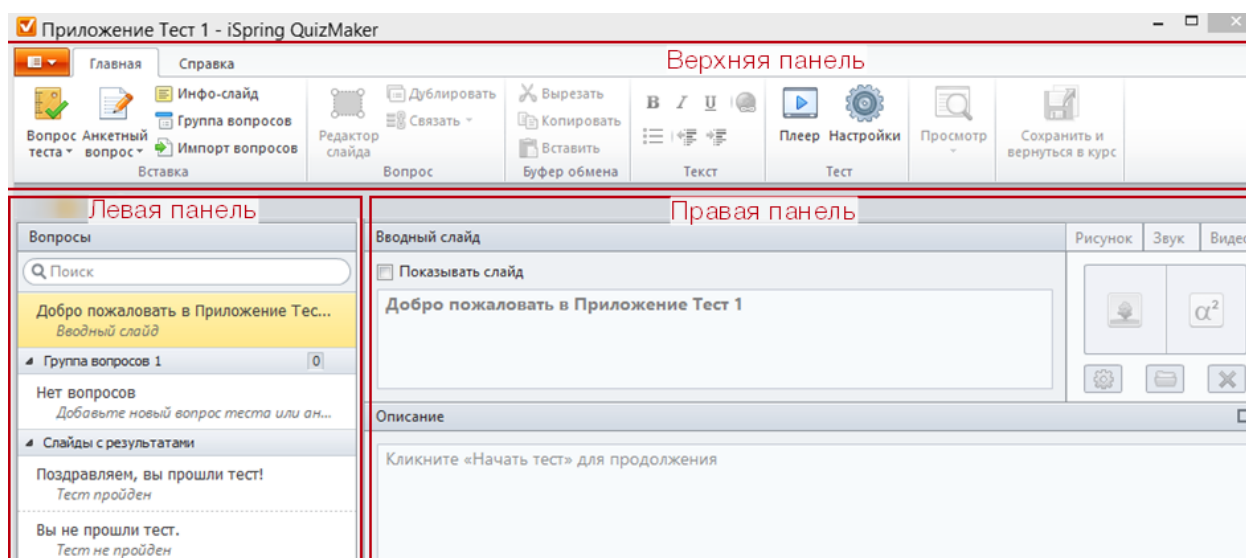 Приложение Тест 1 - iSpring QuizMaker
Верхняя панель
Главная
Справка
Вопрос теста
Анкетный вопрос
Инфо-слайд
Группа вопросов
Импорт вопросов
Вставка
Редактор слайда
Дублировать
Связать
Вопрос
Вырезать
Копировать
Вставить
Буфер обмена
B I U
Текст
Плеер
Настройки
Тест
Просмотр
Сохранить и
вернуться в курс
Левая панель
Вопросы
Поиск
Добро пожаловать в Приложение Тес...
Вводный слайд
Группа вопросов 1 0
Нет вопросов
Добавьте новый вопрос теста или ан...
Слайды с результатами
Поздравляем, вы прошли тест!
Тест пройден
Вы не прошли тест.
Тест не пройден
Правая панель
Вводный слайд
Рисунок Звук Видео
Показывать слайд
Добро пожаловать в Приложение Тест 1
α²
Описание
Кликните «Начать тест» для продолжения